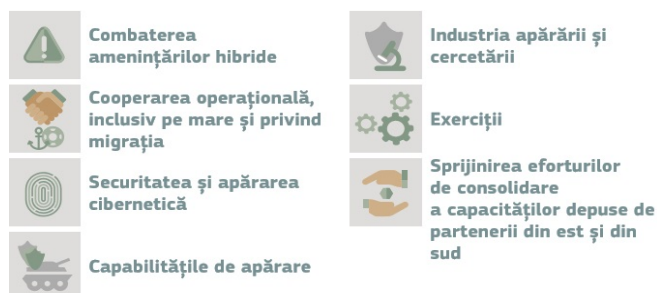 Combaterea
amenințărilor hibride
Cooperarea operațională,
inclusiv pe mare și privind
migrația
Securitatea și apărarea
cibernetică
Capabilitățile de apărare
Industria apărării și
cercetării
Exerciții
Sprijinirea eforturilor
de consolidare
a capacităților depuse de
partenerii din est și din
sud